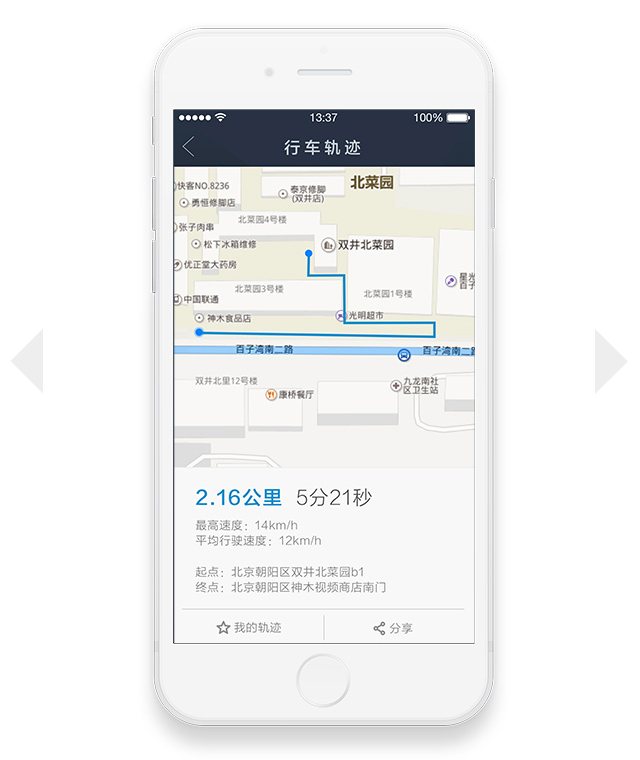 13:37
100%
行车轨迹
快客NO.8236
泰京修脚
(双井店)
北菜园
勇恒修脚店
张子肉串
北菜园4号楼
松下冰箱维修
双井北菜园
优正堂大药房
星光
百子
北菜园3号楼
北菜园1号楼
中国联通
神木食品店
光明超市
百子湾南二路
百子湾南二路
双井北里12号楼
九龙南社
区卫生站
康桥餐厅
2.16公里 5分21秒
最高速度：14km/h
平均行驶速度：12km/h
起点：北京朝阳区双井北菜园b1
终点：北京朝阳区神木视频商店南门
我的轨迹
分享